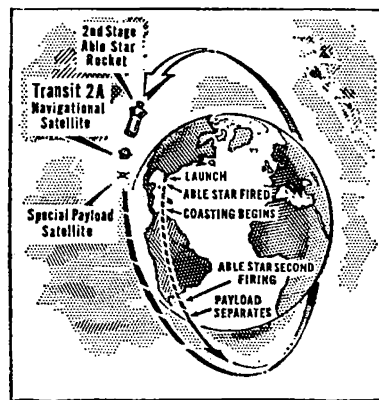 2nd Stage
Able Star
Rocket
Transit 2A
Navigational
Satellite
Special Payload
Satellite
LAUNCH
ABLE STAR FIRED
COASTING BEGINS
ABLE STAR SECOND
FIRING
PAYLOAD
SEPARATES